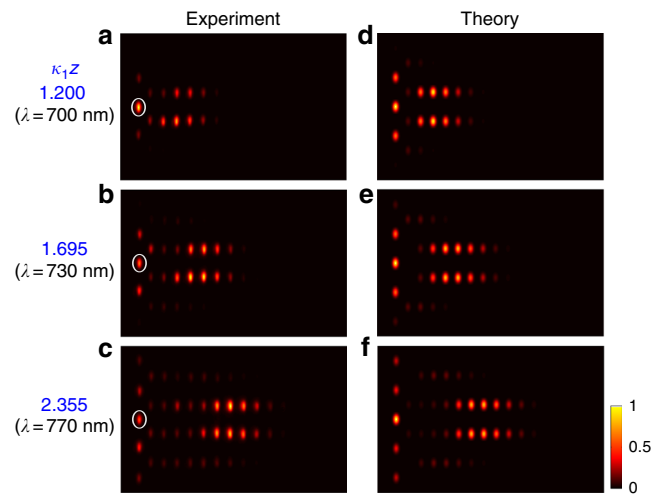 Experiment
Theory
a
d
κ₁z
1.200
(λ = 700 nm)
b
e
1.695
(λ = 730 nm)
c
f
2.355
(λ = 770 nm)
1
0.5
0